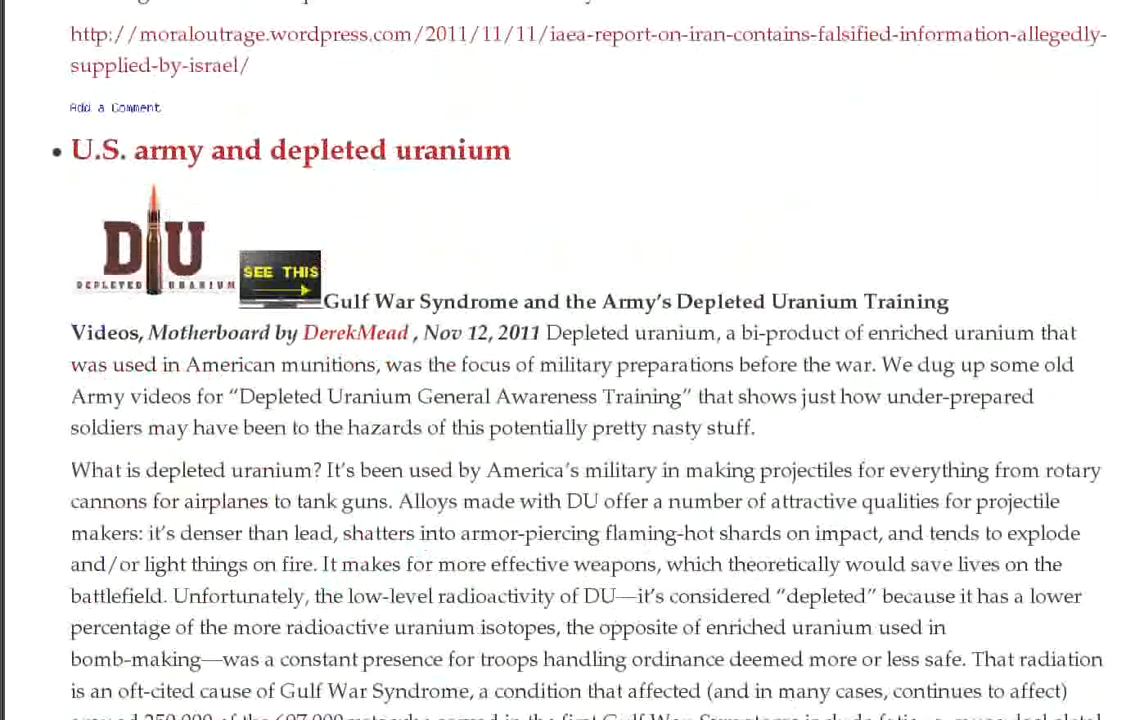 http://moraloutrage.wordpress.com/2011/11/11/iaea-report-on-iran-contains-falsified-information-allegedly-
supplied-by-israel/
Add a Comment
• U.S. army and depleted uranium
DU
DEPLETED URANIUM
SEE THIS
Gulf War Syndrome and the Army's Depleted Uranium Training
Videos, Motherboard by DerekMead , Nov 12, 2011 Depleted uranium, a bi-product of enriched uranium that
was used in American munitions, was the focus of military preparations before the war. We dug up some old
Army videos for “Depleted Uranium General Awareness Training” that shows just how under-prepared
soldiers may have been to the hazards of this potentially pretty nasty stuff.
What is depleted uranium? It's been used by America's military in making projectiles for everything from rotary
cannons for airplanes to tank guns. Alloys made with DU offer a number of attractive qualities for projectile
makers: it's denser than lead, shatters into armor-piercing flaming-hot shards on impact, and tends to explode
and/or light things on fire. It makes for more effective weapons, which theoretically would save lives on the
battlefield. Unfortunately, the low-level radioactivity of DU—it's considered “depleted” because it has a lower
percentage of the more radioactive uranium isotopes, the opposite of enriched uranium used in
bomb-making—was a constant presence for troops handling ordinance deemed more or less safe. That radiation
is an oft-cited cause of Gulf War Syndrome, a condition that affected (and in many cases, continues to affect)